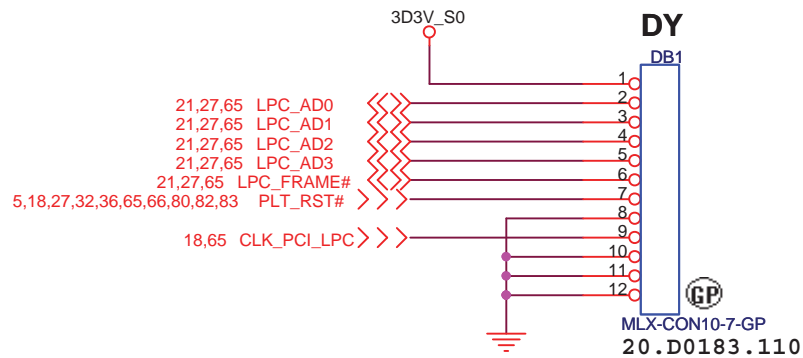 3D3V_S0
DY
DB1
1
21,27,65 LPC_AD0 2
21,27,65 LPC_AD1 3
21,27,65 LPC_AD2 4
21,27,65 LPC_AD3 5
21,27,65 LPC_FRAME# 6
5,18,27,32,36,65,66,80,82,83 PLT_RST# 7
8
18,65 CLK_PCI_LPC 9
10
11
12
GP
MLX-CON10-7-GP
20.D0183.110